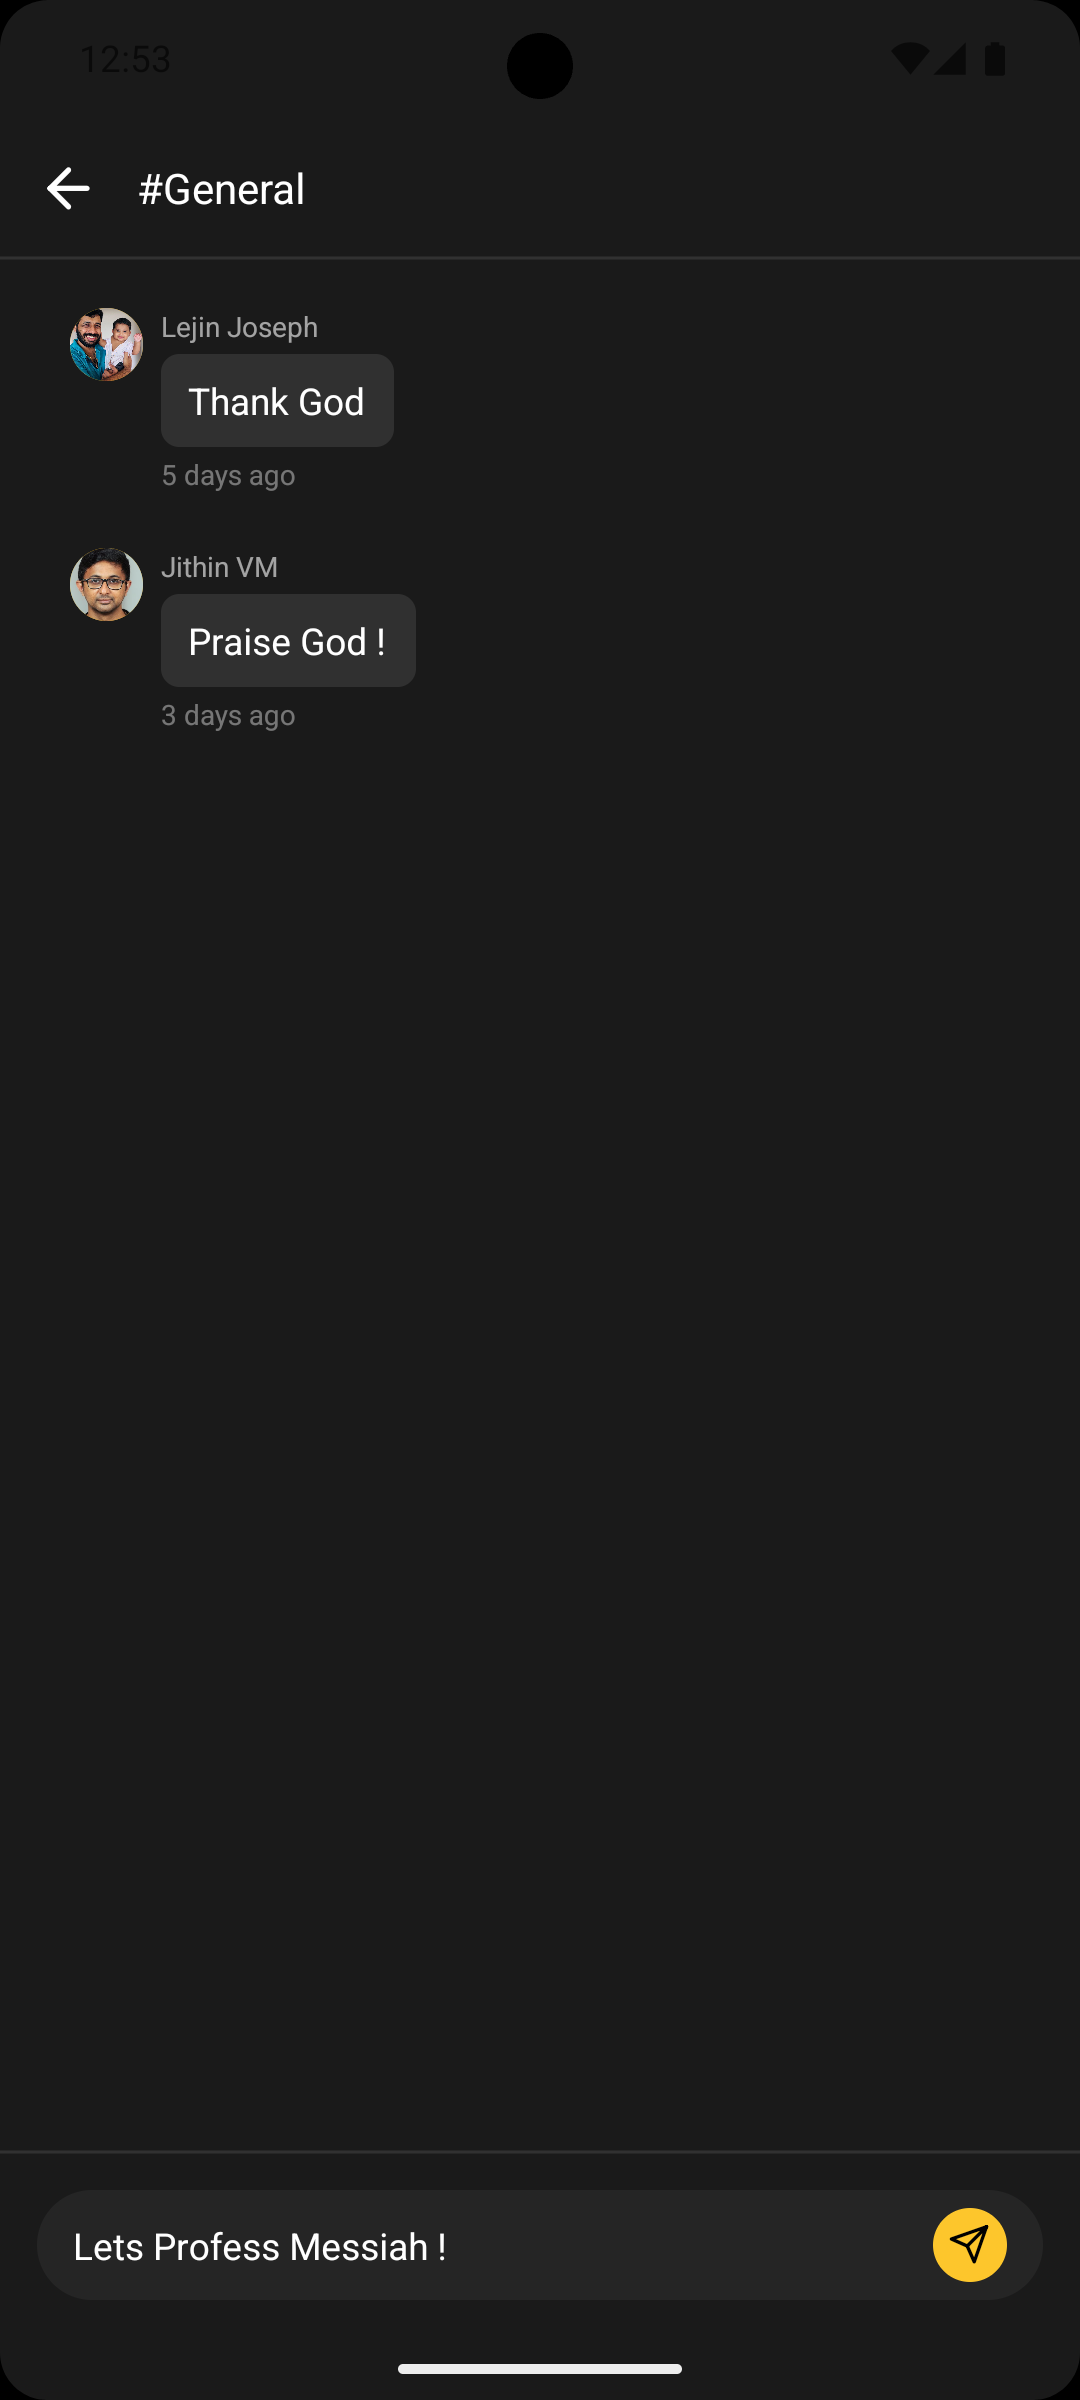 12:53
#General
Lejin Joseph
Thank God
5 days ago
Jithin VM
Praise God !
3 days ago
Lets Profess Messiah !